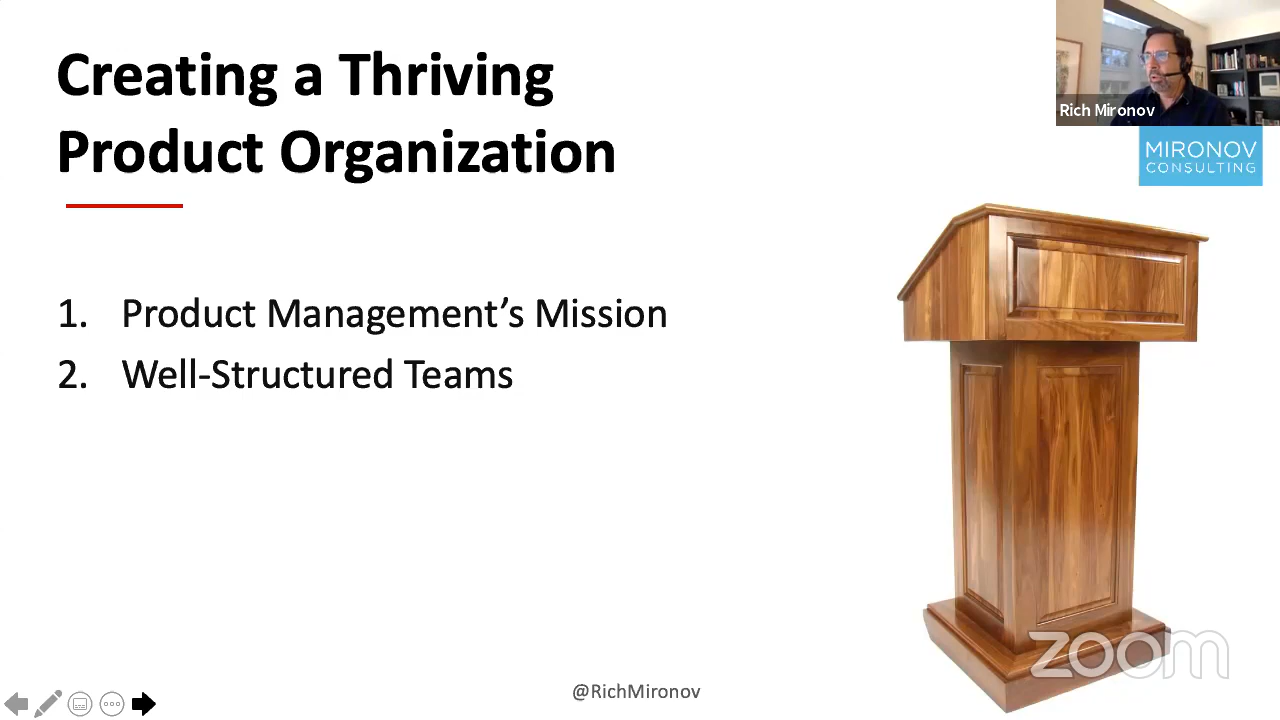 Creating a Thriving
Product Organization
Rich Mironov
MIRONOV
CONSULTING
1. Product Management’s Mission
2. Well-Structured Teams
zoom
@RichMironov